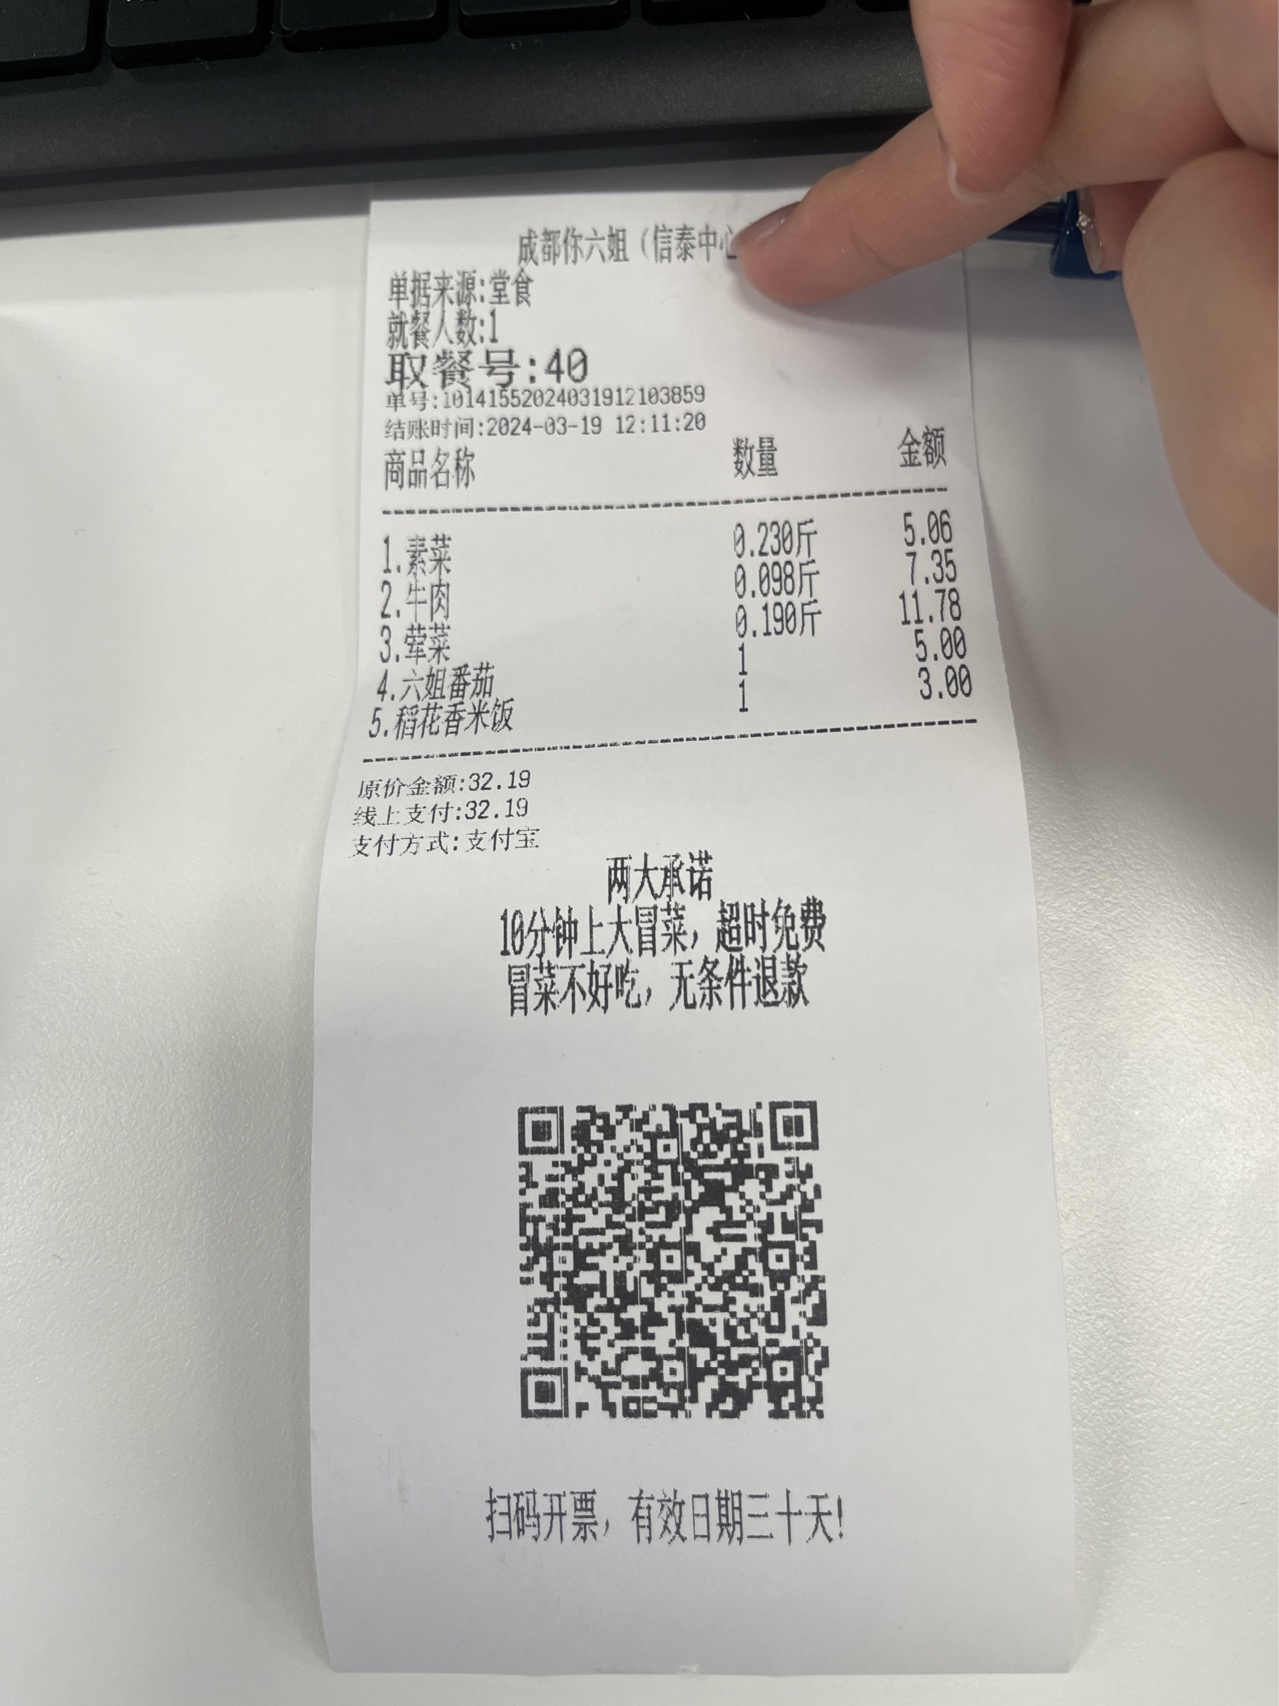 成都你六姐（信泰中心
单据来源:堂食
就餐人数:1
取餐号:40
单号:10141552024031912103859
结账时间:2024-03-19 12:11:20
商品名称 数量 金额
1.素菜 0.230斤 5.06
2.牛肉 0.098斤 7.35
3.荤菜 0.190斤 11.78
4.六姐番茄 1 5.00
5.稻花香米饭 1 3.00
原价金额:32.19
线上支付:32.19
支付方式:支付宝
两大承诺
10分钟上大冒菜，超时免费
冒菜不好吃，无条件退款
扫码开票，有效日期三十天!